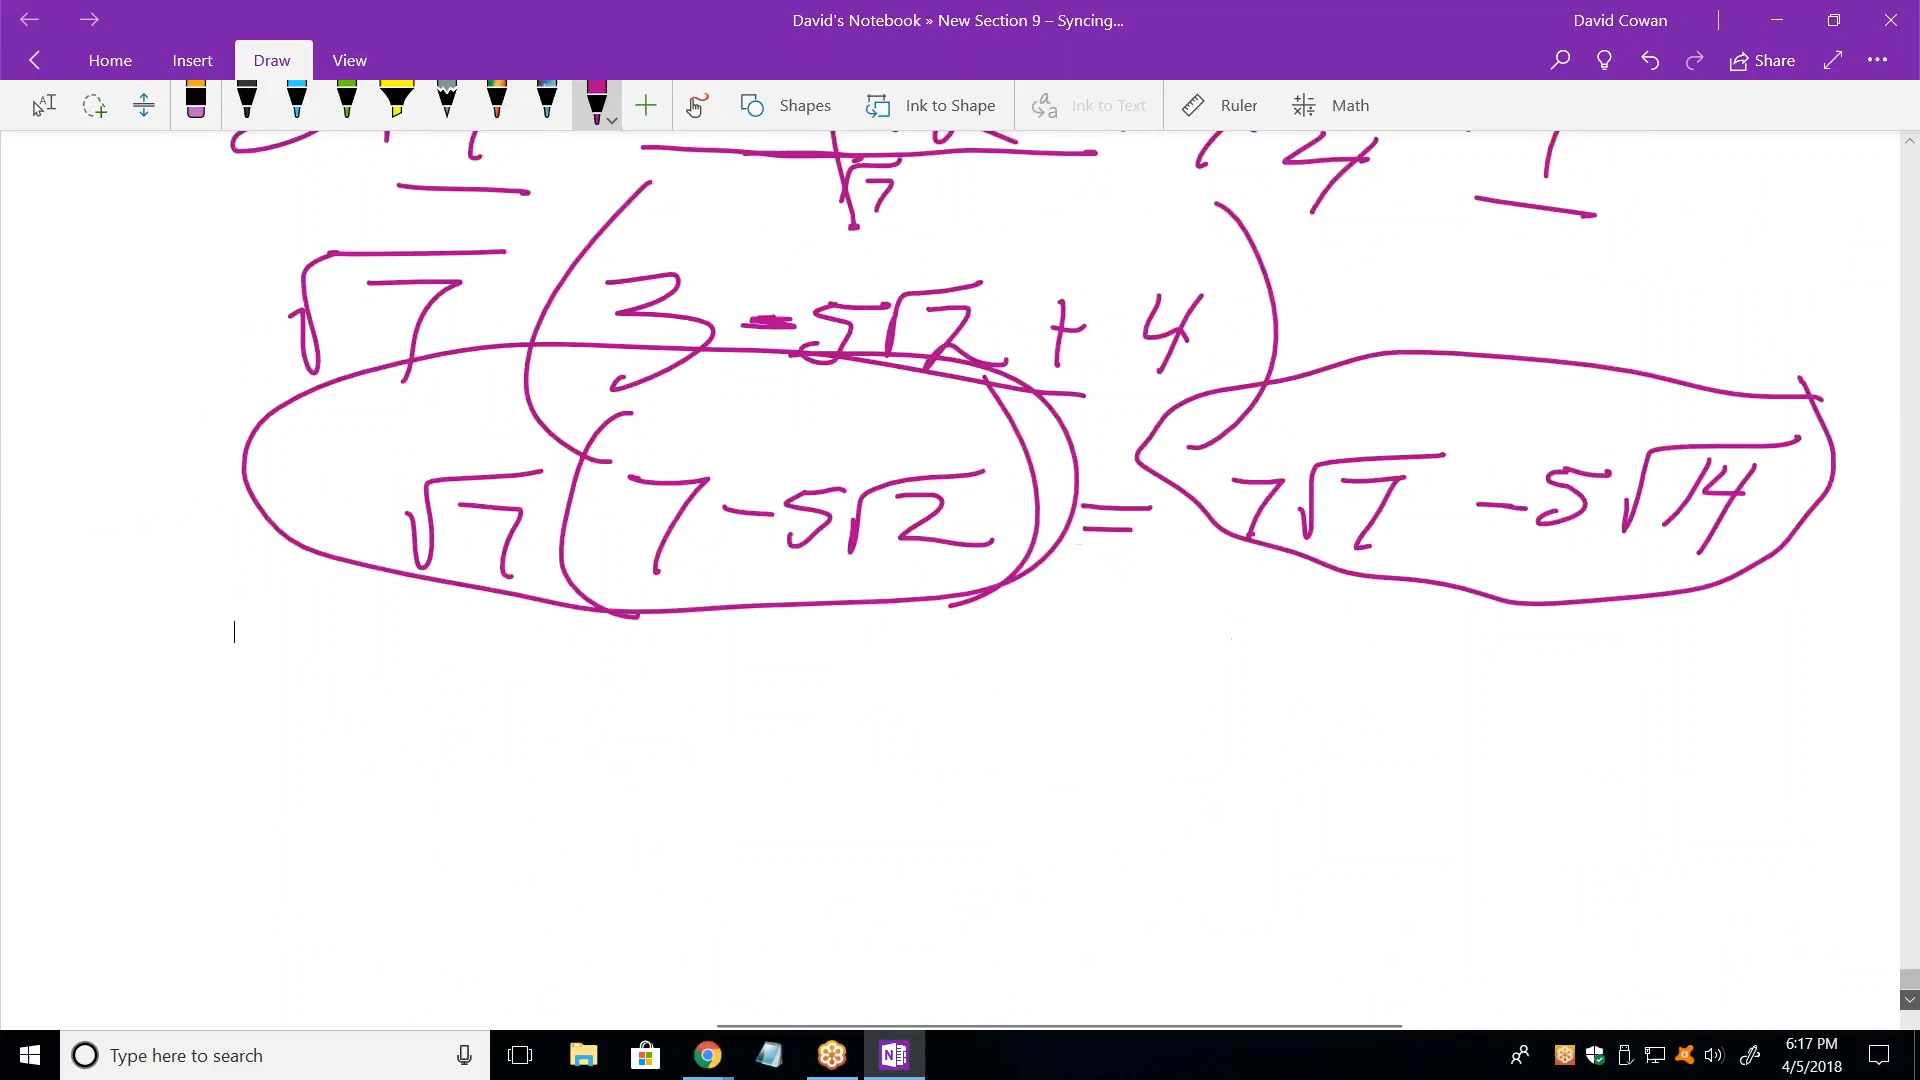 David's Notebook » New Section 9 – Syncing...
David Cowan
Home Insert Draw View
Share
Shapes Ink to Shape Ink to Text Ruler Math
√7
√7 ( 3 - 5√2 + 4 )
√7 ( 7 - 5√2 ) = 7√7 - 5√14
Type here to search
6:17 PM
4/5/2018